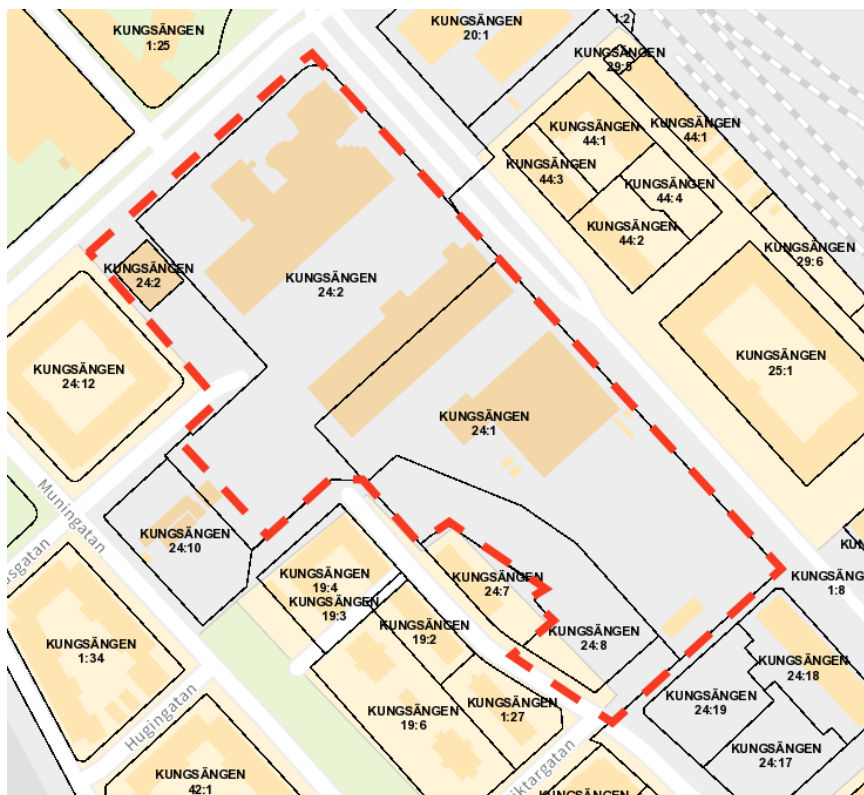 KUNGSÄNGEN
1:25
KUNGSÄNGEN
20:1
1:2
KUNGSÄNGEN
29:5
KUNGSÄNGEN
44:1
KUNGSÄNGEN
44:1
KUNGSÄNGEN
44:3
KUNGSÄNGEN
44:4
KUNGSÄNGEN
44:2
KUNGSÄNGEN
29:6
KUNGSÄNGEN
24:2
KUNGSÄNGEN
24:2
KUNGSÄNGEN
24:12
KUNGSÄNGEN
25:1
KUNGSÄNGEN
24:1
Muningatan
KUNGSÄNGEN
24:10
sgatan
KUNGSÄNGEN
19:4
KUNGSÄNGEN
19:3
KUNGSÄNGEN
24:7
KUNGSÄNG
1:8
KUNGSÄNGEN
19:2
KUNGSÄNGEN
24:8
KUNGSÄNGEN
1:34
KUNGSÄNGEN
24:18
KUNGSÄNGEN
24:19
KUNGSÄNGEN
19:6
KUNGSÄNGEN
1:27
Hugingatan
KUNGSÄNGEN
24:17
iktargatan
KUNGSÄNGEN
42:1
KUNGSÄNGEN